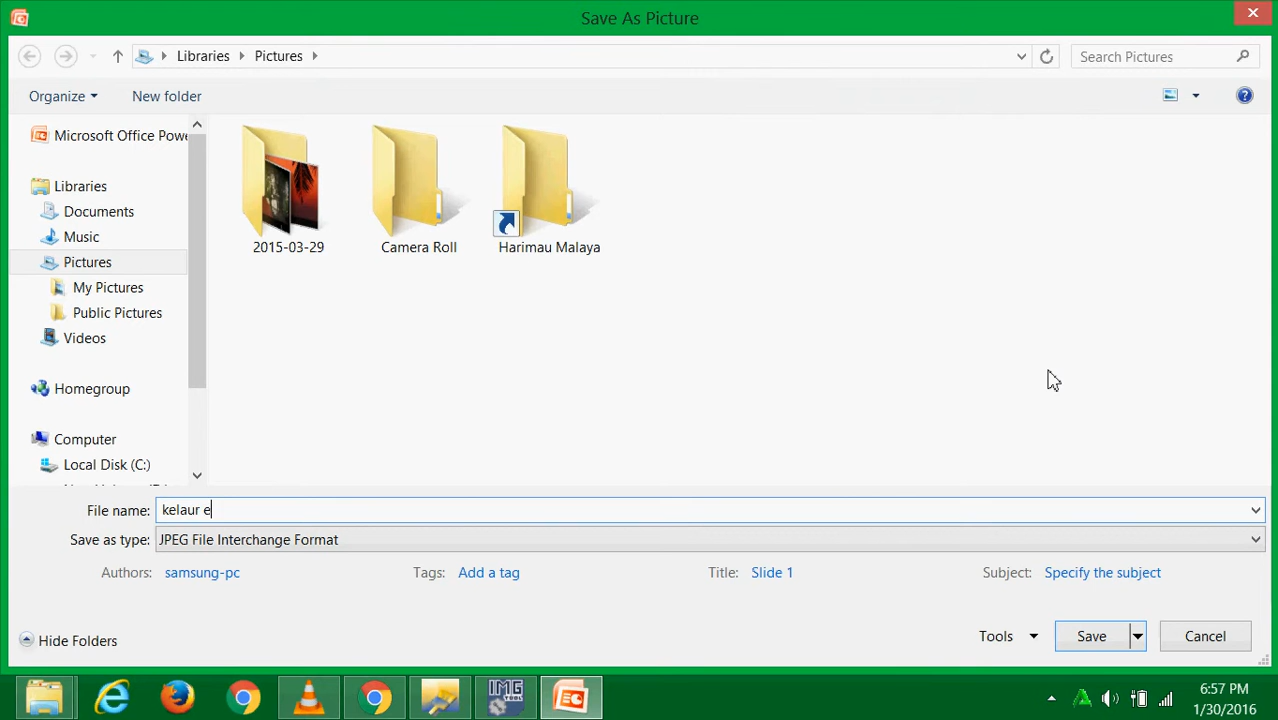 Save As Picture
Libraries
Pictures
Search Pictures
Organize
New folder
Microsoft Office Powe
Libraries
Documents
Music
Pictures
My Pictures
Public Pictures
Videos
Homegroup
Computer
Local Disk (C:)
2015-03-29
Camera Roll
Harimau Malaya
File name: kelaur e
Save as type: JPEG File Interchange Format
Authors: samsung-pc Tags: Add a tag Title: Slide 1 Subject: Specify the subject
Hide Folders
Tools
Save
Cancel
IMG
TOOL
6:57 PM
1/30/2016